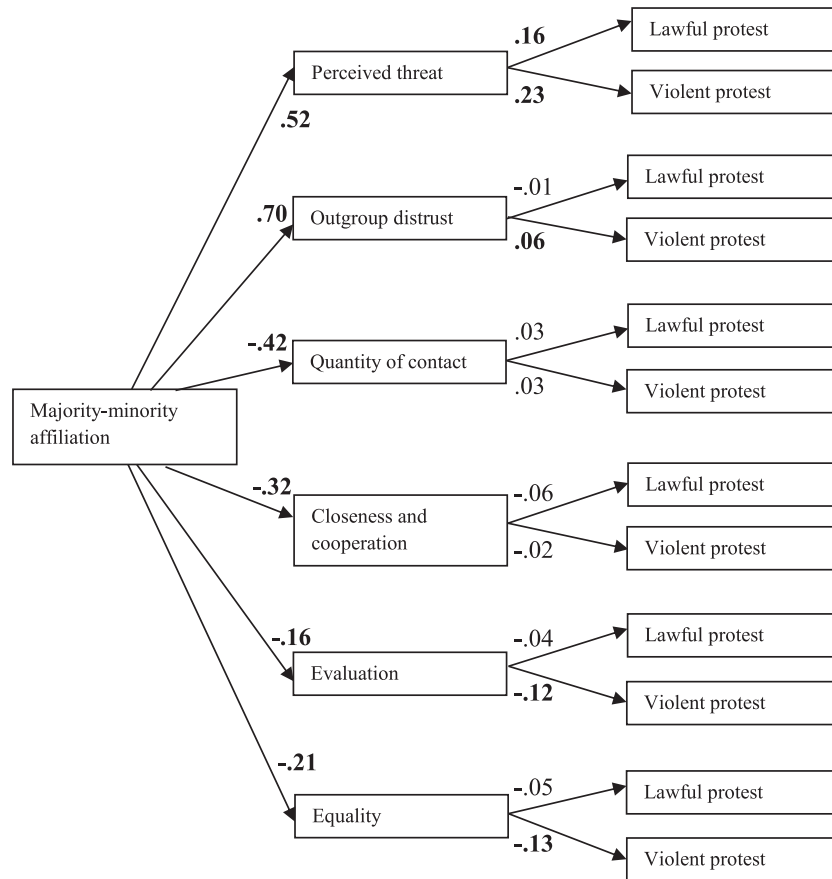 .16
Lawful protest
Perceived threat
.23
Violent protest
.52
-.01
Lawful protest
.70
Outgroup distrust
.06
Violent protest
-.42
.03
Lawful protest
Quantity of contact
.03
Violent protest
Majority-minority
affiliation
-.32
-.06
Lawful protest
Closeness and
cooperation
-.02
Violent protest
-.16
-.04
Lawful protest
Evaluation
-.12
Violent protest
-.21
-.05
Lawful protest
Equality
-.13
Violent protest